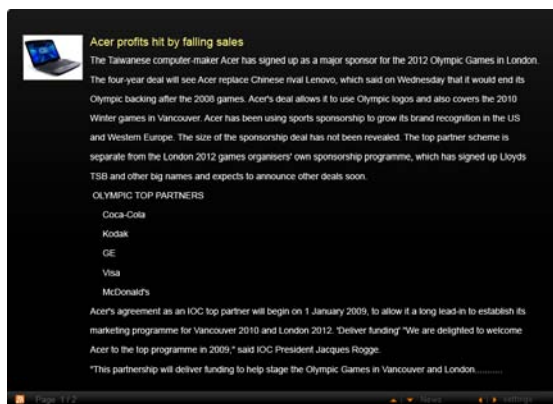 Acer profits hit by falling sales
The Taiwanese computer-maker Acer has signed up as a major sponsor for the 2012 Olympic Games in London.
The four-year deal will see Acer replace Chinese rival Lenovo, which said on Wednesday that it would end its
Olympic backing after the 2008 games. Acer's deal allows it to use Olympic logos and also covers the 2010
Winter games in Vancouver. Acer has been using sports sponsorship to grow its brand recognition in the US
and Western Europe. The size of the sponsorship deal has not been revealed. The top partner scheme is
separate from the London 2012 games organisers' own sponsorship programme, which has signed up Lloyds
TSB and other big names and expects to announce other deals soon.
OLYMPIC TOP PARTNERS
Coca-Cola
Kodak
GE
Visa
McDonald's
Acer's agreement as an IOC top partner will begin on 1 January 2009, to allow it a long lead-in to establish its
marketing programme for Vancouver 2010 and London 2012. 'Deliver funding' "We are delighted to welcome
Acer to the top programme in 2009," said IOC President Jacques Rogge.
"This partnership will deliver funding to help stage the Olympic Games in Vancouver and London...........
Page 1/2 News settings